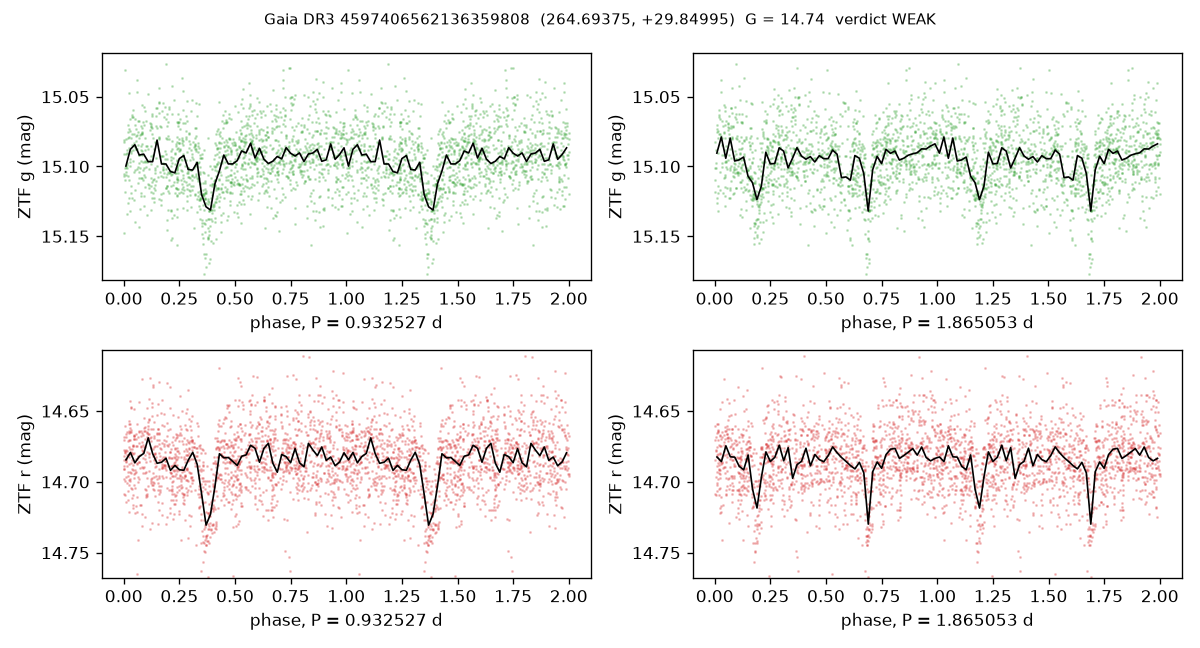 Gaia DR3 4597406562136359808 (264.69375, +29.84995) G = 14.74 verdict WEAK
ZTF g (mag)
15.05
15.10
15.15
0.00 0.25 0.50 0.75 1.00 1.25 1.50 1.75 2.00
phase, P = 0.932527 d
ZTF g (mag)
15.05
15.10
15.15
0.00 0.25 0.50 0.75 1.00 1.25 1.50 1.75 2.00
phase, P = 1.865053 d
ZTF r (mag)
14.65
14.70
14.75
0.00 0.25 0.50 0.75 1.00 1.25 1.50 1.75 2.00
phase, P = 0.932527 d
ZTF r (mag)
14.65
14.70
14.75
0.00 0.25 0.50 0.75 1.00 1.25 1.50 1.75 2.00
phase, P = 1.865053 d